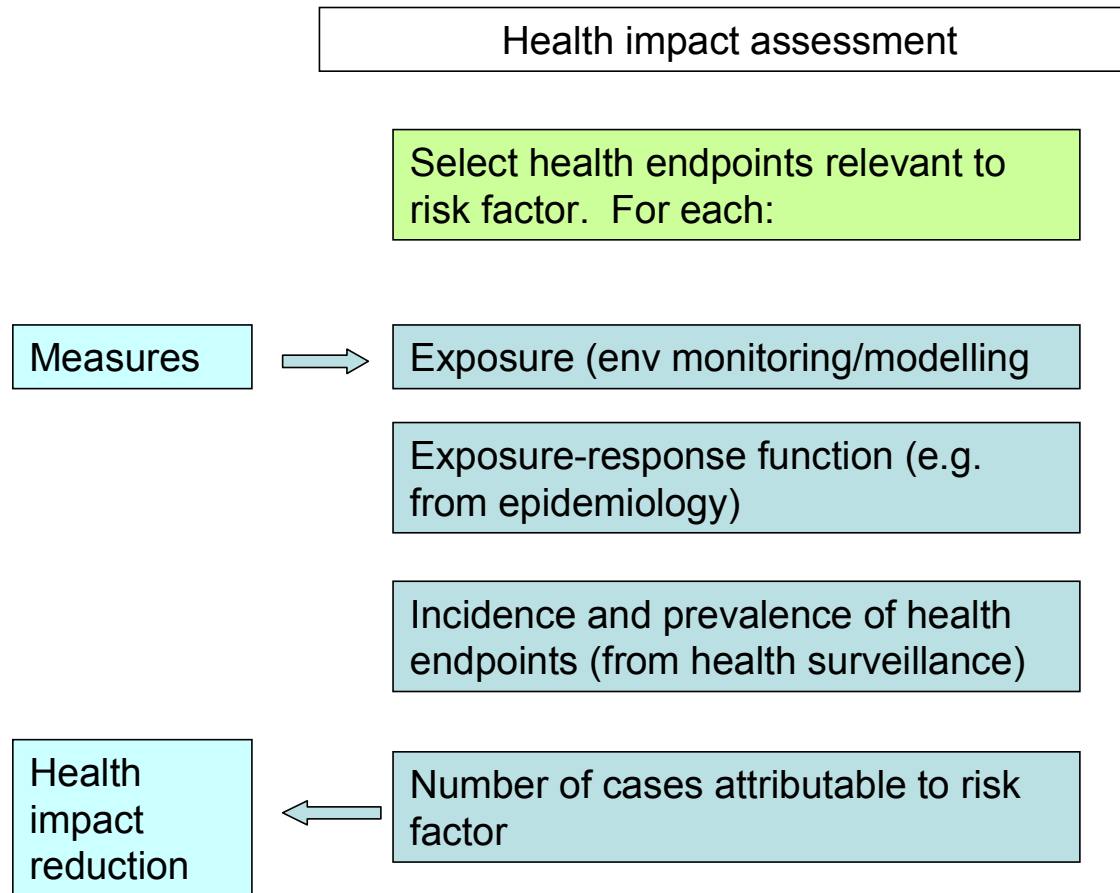 Health impact assessment
Select health endpoints relevant to
risk factor.  For each:
Measures
Exposure (env monitoring/modelling
Exposure-response function (e.g.
from epidemiology)
Incidence and prevalence of health
endpoints (from health surveillance)
Health
impact
reduction
Number of cases attributable to risk
factor